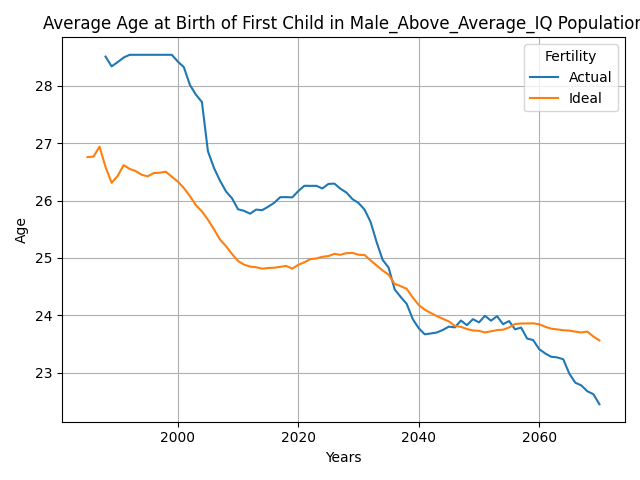 Average Age at Birth of First Child in Male_Above_Average_IQ Population
Fertility
Actual
Ideal
28
27
26
25
24
23
Age
2000
2020
2040
2060
Years